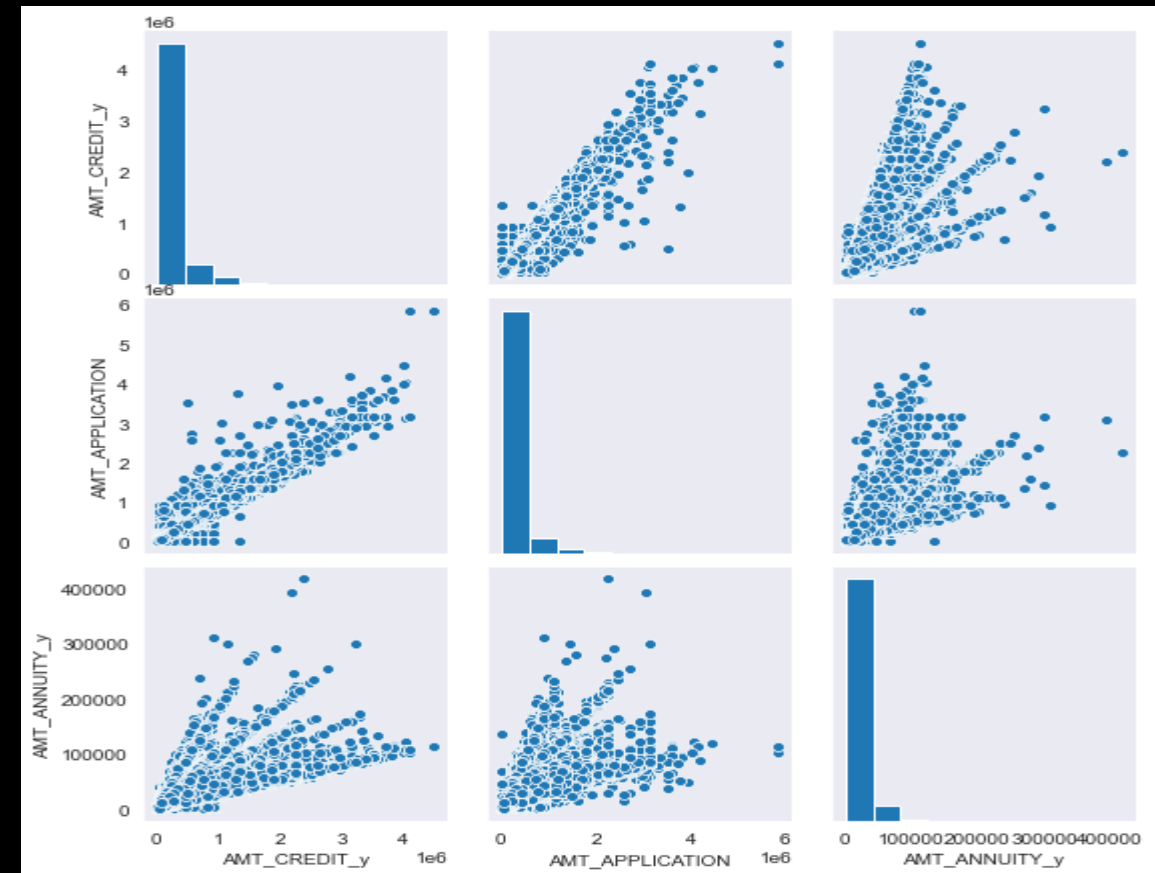 1e6
AMT_CREDIT_y
4
3
2
1
0
1e6
AMT_APPLICATION
6
5
4
3
2
1
0
AMT_ANNUITY_y
400000
300000
200000
100000
0
0 1 2 3 4
1e6
AMT_CREDIT_y
0 2 4 6
1e6
AMT_APPLICATION
0 100000 200000 300000 400000
AMT_ANNUITY_y